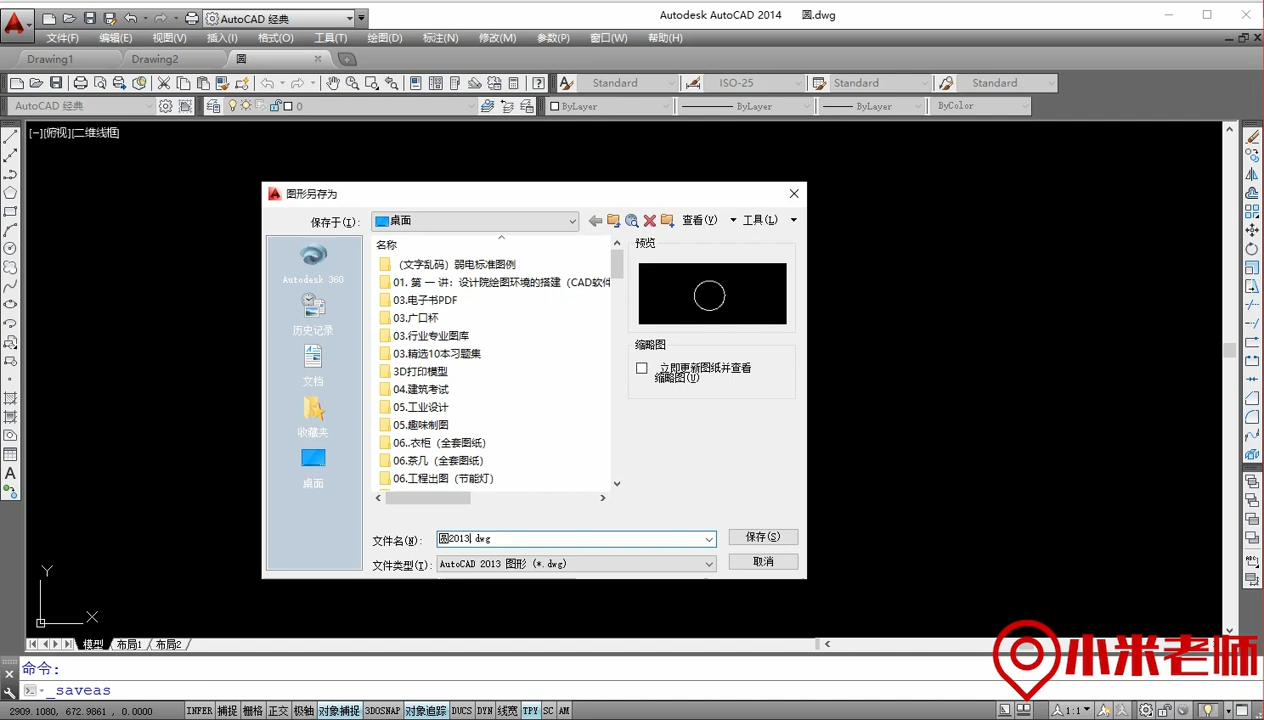 AutoCAD 经典
Autodesk AutoCAD 2014 圆.dwg
文件(F) 编辑(E) 视图(V) 插入(I) 格式(O) 工具(T) 绘图(D) 标注(N) 修改(M) 参数(P) 窗口(W) 帮助(H)
Drawing1 Drawing2 圆
Standard ISO-25 Standard Standard
AutoCAD 经典 0 ByLayer ByLayer ByLayer ByColor
[−][俯视][二维线框]
图形另存为
保存于(I): 桌面 查看(V) 工具(L)
名称
预览
(文字乱码) 弱电标准图例
01. 第 一 讲: 设计院绘图环境的搭建 (CAD软件
03.电子书PDF
03.广口杯
03.行业专业图库
03.精选10本习题集
3D打印模型
04.建筑考试
05.工业设计
05.趣味制图
06..衣柜 (全套图纸)
06.茶几 (全套图纸)
06.工程出图 (节能灯)
Autodesk 360
历史记录
文档
收藏夹
桌面
缩略图
立即更新图纸并查看
缩略图(U)
文件名(N): 圆2013.dwg 保存(S)
文件类型(T): AutoCAD 2013 图形 (*.dwg) 取消
Y
X
模型 布局1 布局2
命令:
_saveas
小米老师
2909.1080, 672.9861 , 0.0000 INFER 捕捉 栅格 正交 极轴 对象捕捉 3DOSNAP 对象追踪 DUCS DYN 线宽 TPY SC AM 1:1